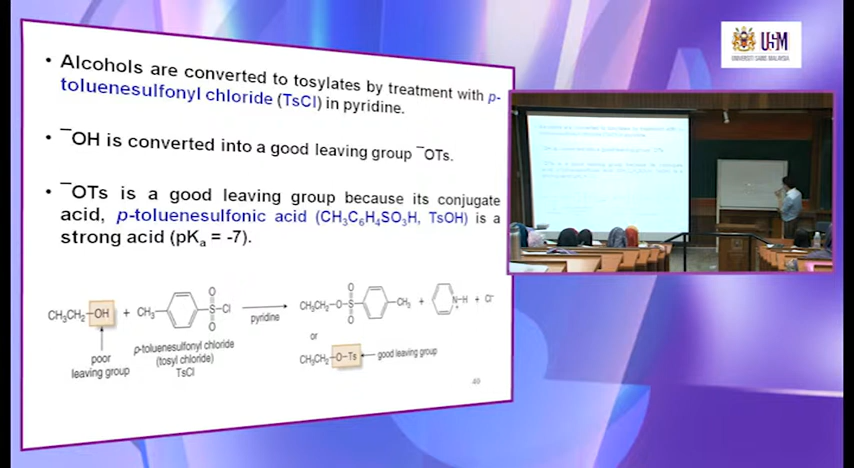 • Alcohols are converted to tosylates by treatment with p-
toluenesulfonyl chloride (TsCl) in pyridine.
• ¯OH is converted into a good leaving group ¯OTs.
• ¯OTs is a good leaving group because its conjugate
acid, p-toluenesulfonic acid (CH₃C₆H₄SO₃H, TsOH) is a
strong acid (pKₐ = -7).
CH₃CH₂–OH + CH₃– O S O –Cl
pyridine
CH₃CH₂–O–S O O –CH₃ + N–H + + Cl⁻
poor
leaving group
p-toluenesulfonyl chloride
(tosyl chloride)
TsCl
or
CH₃CH₂–O–Ts good leaving group
40
USM
UNIVERSITI SAINS MALAYSIA